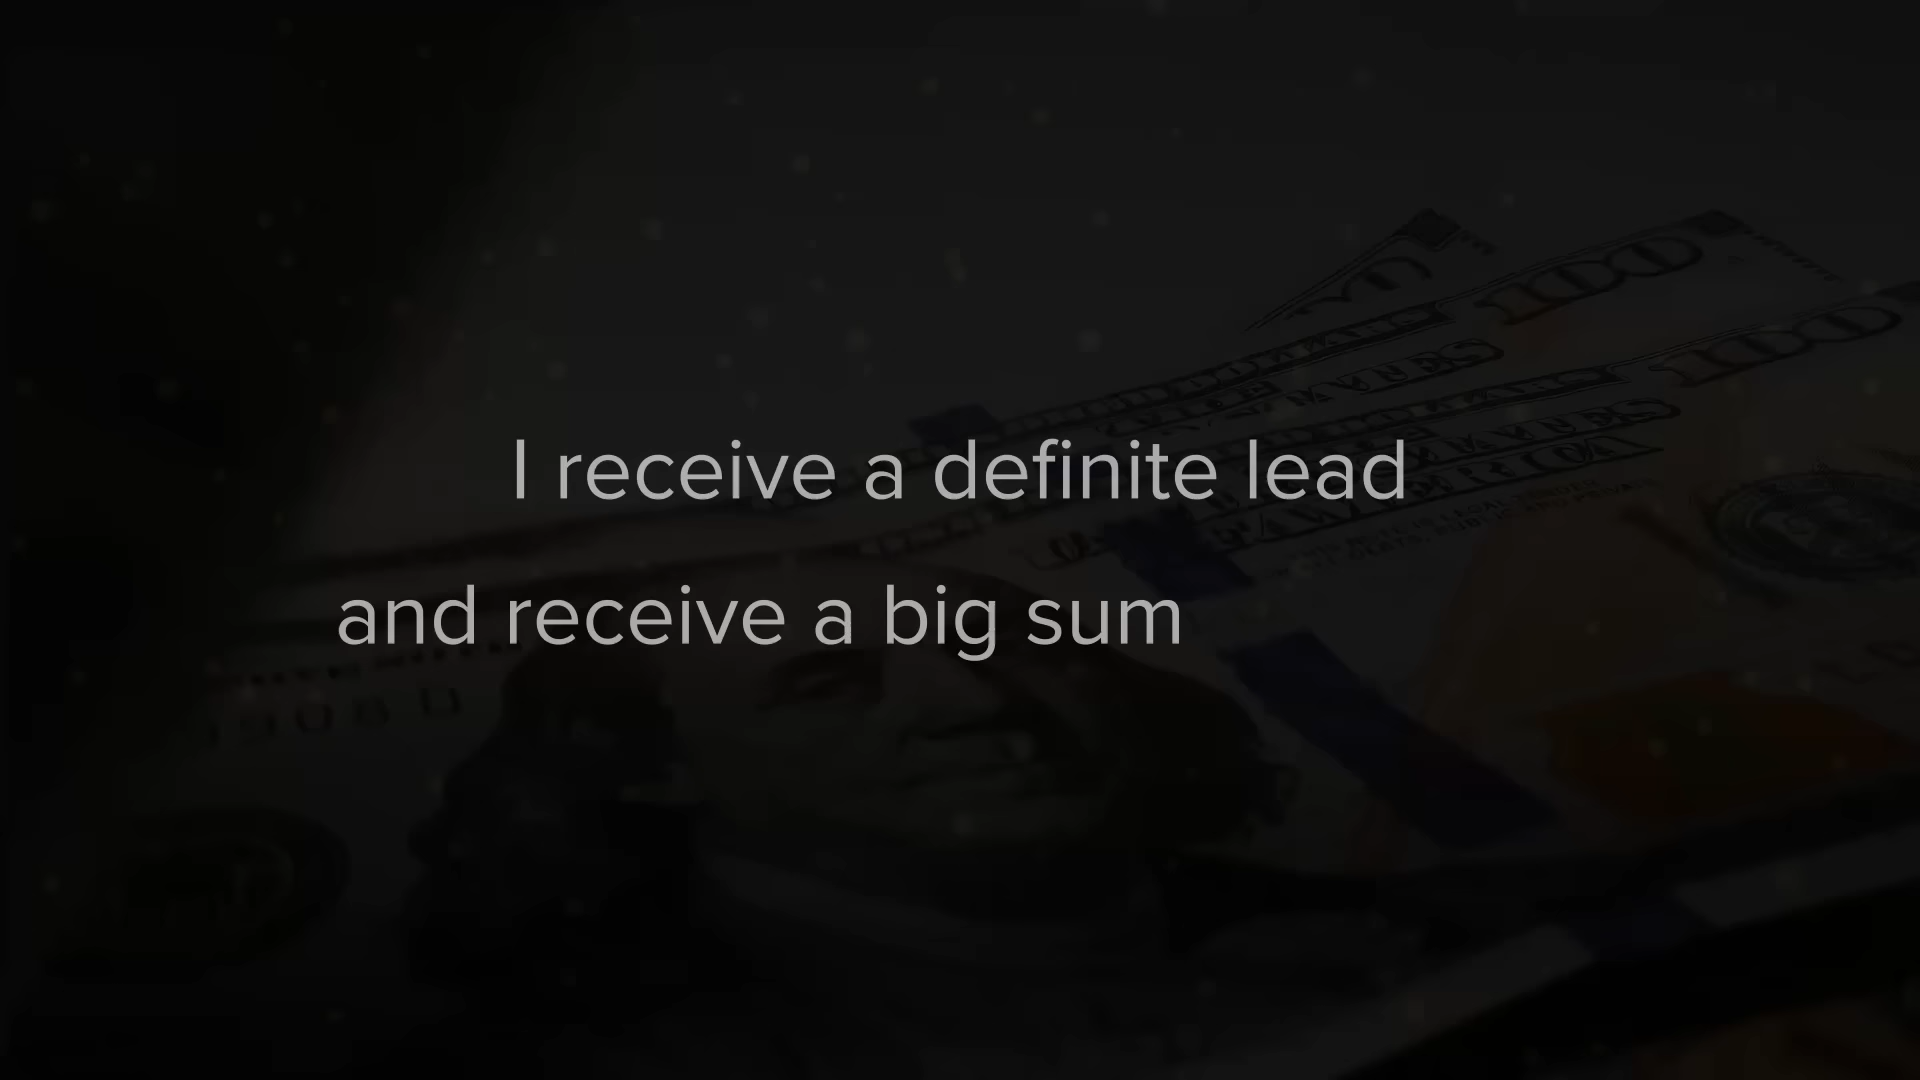 I receive a definite lead
and receive a big sum